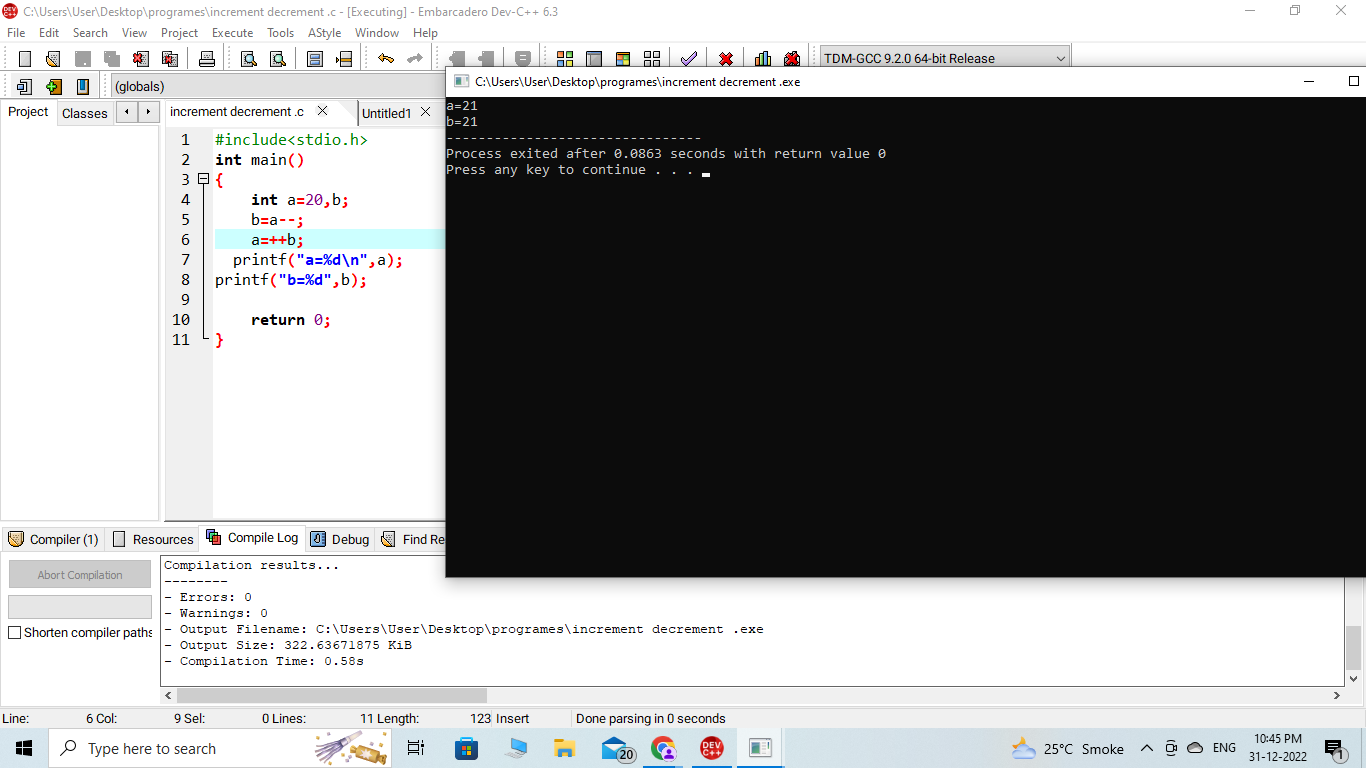 C:\Users\User\Desktop\programes\increment decrement .c - [Executing] - Embarcadero Dev-C++ 6.3
File Edit Search View Project Execute Tools AStyle Window Help
TDM-GCC 9.2.0 64-bit Release
(globals)
Project Classes
increment decrement .c Untitled1
1 #include<stdio.h>
2 int main()
3 {
4 int a=20,b;
5 b=a--;
6 a=++b;
7 printf("a=%d\n",a);
8 printf("b=%d",b);
9
10 return 0;
11 }
C:\Users\User\Desktop\programes\increment decrement .exe
a=21
b=21
--------------------------------
Process exited after 0.0863 seconds with return value 0
Press any key to continue . . .
Compiler (1) Resources Compile Log Debug Find Re
Abort Compilation
Shorten compiler paths
Compilation results...
--------
- Errors: 0
- Warnings: 0
- Output Filename: C:\Users\User\Desktop\programes\increment decrement .exe
- Output Size: 322.63671875 KiB
- Compilation Time: 0.58s
Line: 6 Col: 9 Sel: 0 Lines: 11 Length: 123 Insert Done parsing in 0 seconds
Type here to search
20
DEV C++
25°C Smoke
ENG
10:45 PM
31-12-2022
1